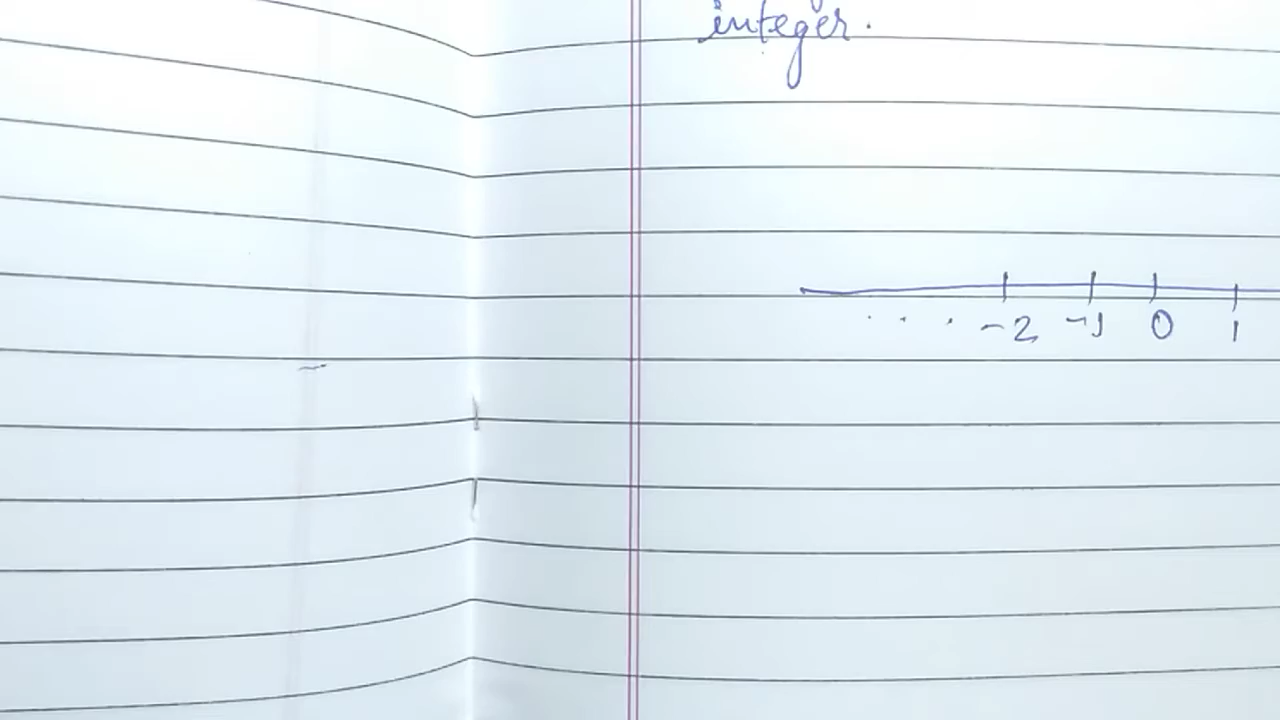 integer.
. . . -2 -1 0 1